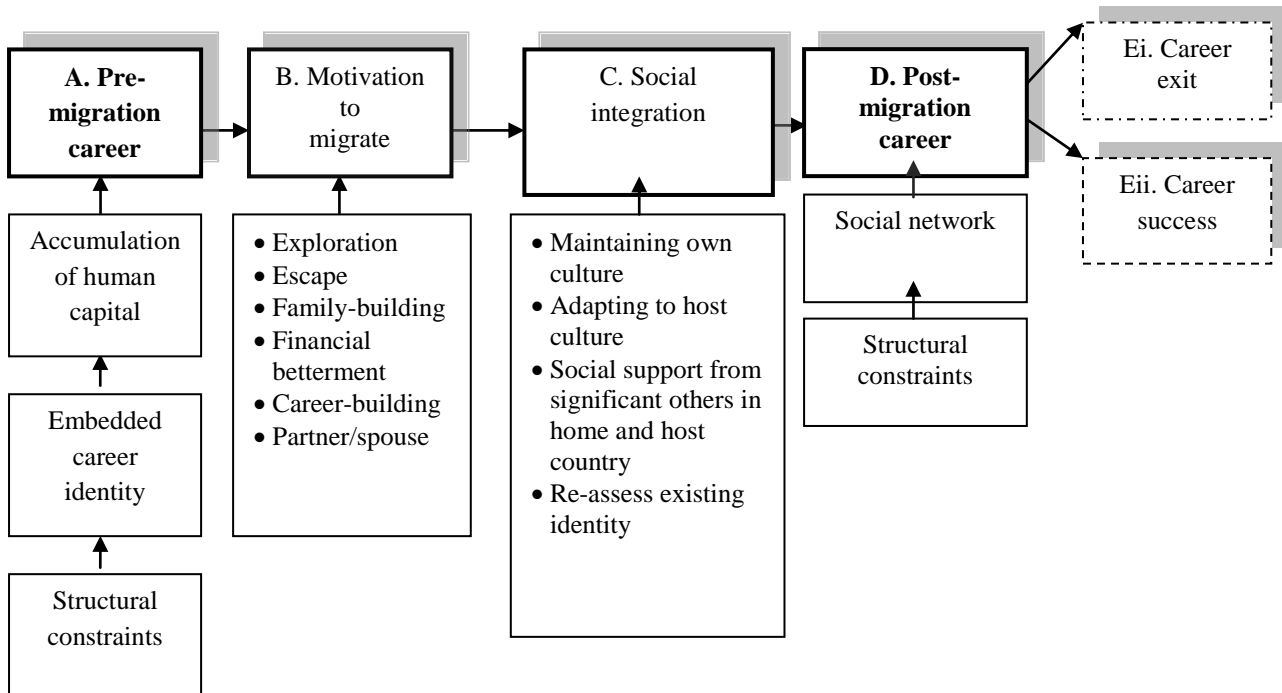 A. Pre-
migration
career
B. Motivation
to
migrate
C. Social
integration
D. Post-
migration
career
Ei. Career
exit
Eii. Career
success
Accumulation
of human
capital
Embedded
career
identity
Structural
constraints
• Exploration
• Escape
• Family-building
• Financial
betterment
• Career-building
• Partner/spouse
• Maintaining own
culture
• Adapting to host
culture
• Social support from
significant others in
home and host
country
• Re-assess existing
identity
Social network
Structural
constraints